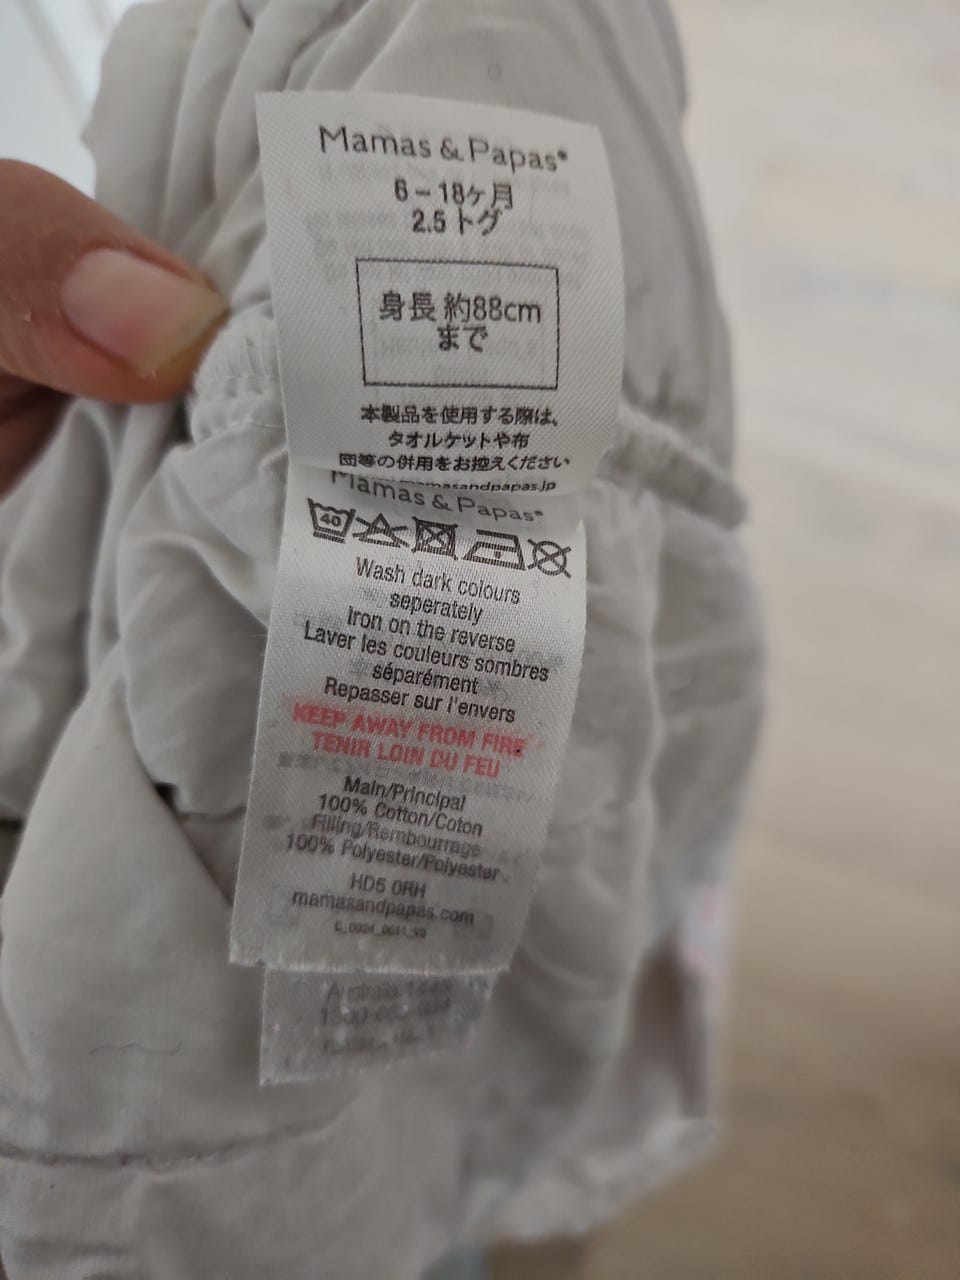 Mamas & Papas®
6-18ヶ月
2.5 トグ
身長 約88cm
まで
本製品を使用する際は、
タオルケットや布
団等の併用をお控えください
mamasandpapas.jp
Mamas & Papas®
40
Wash dark colours
seperately
Iron on the reverse
Laver les couleurs sombres
séparément
Repasser sur l'envers
KEEP AWAY FROM FIRE
TENIR LOIN DU FEU
Main/Principal
100% Cotton/Coton
Filling/Rembourrage
100% Polyester/Polyester
HD5 0RH
mamasandpapas.com
Australia